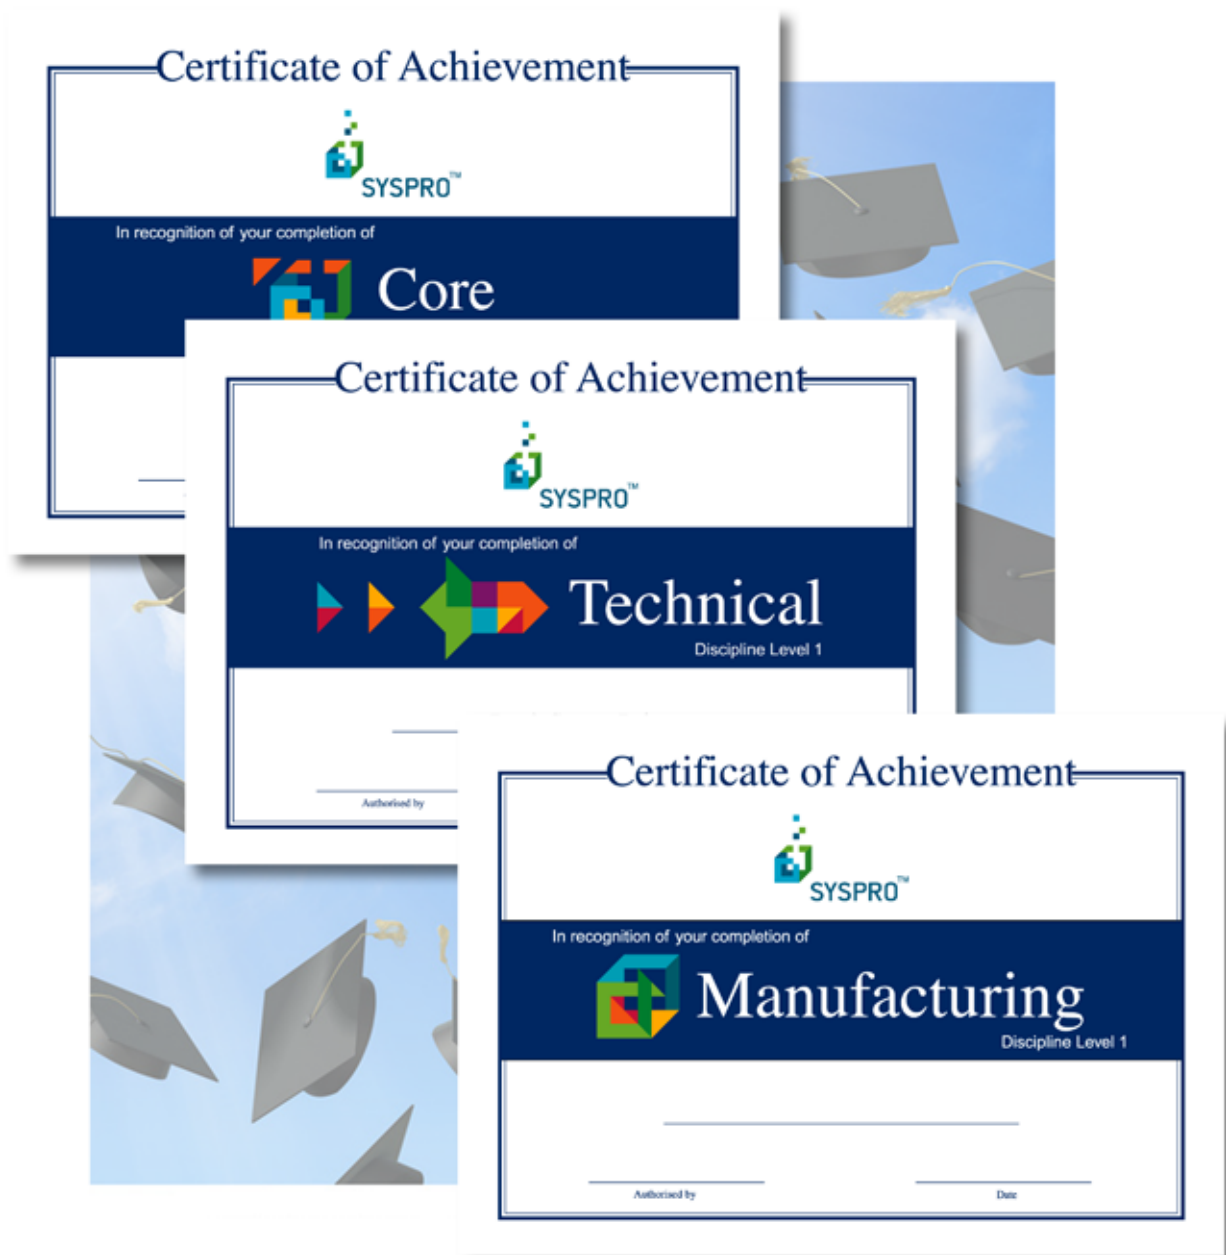 Certificate of Achievement
SYSPRO™
In recognition of your completion of
Core
Certificate of Achievement
SYSPRO™
In recognition of your completion of
Technical
Discipline Level 1
Authorised by
Certificate of Achievement
SYSPRO™
In recognition of your completion of
Manufacturing
Discipline Level 1
Authorised by
Date